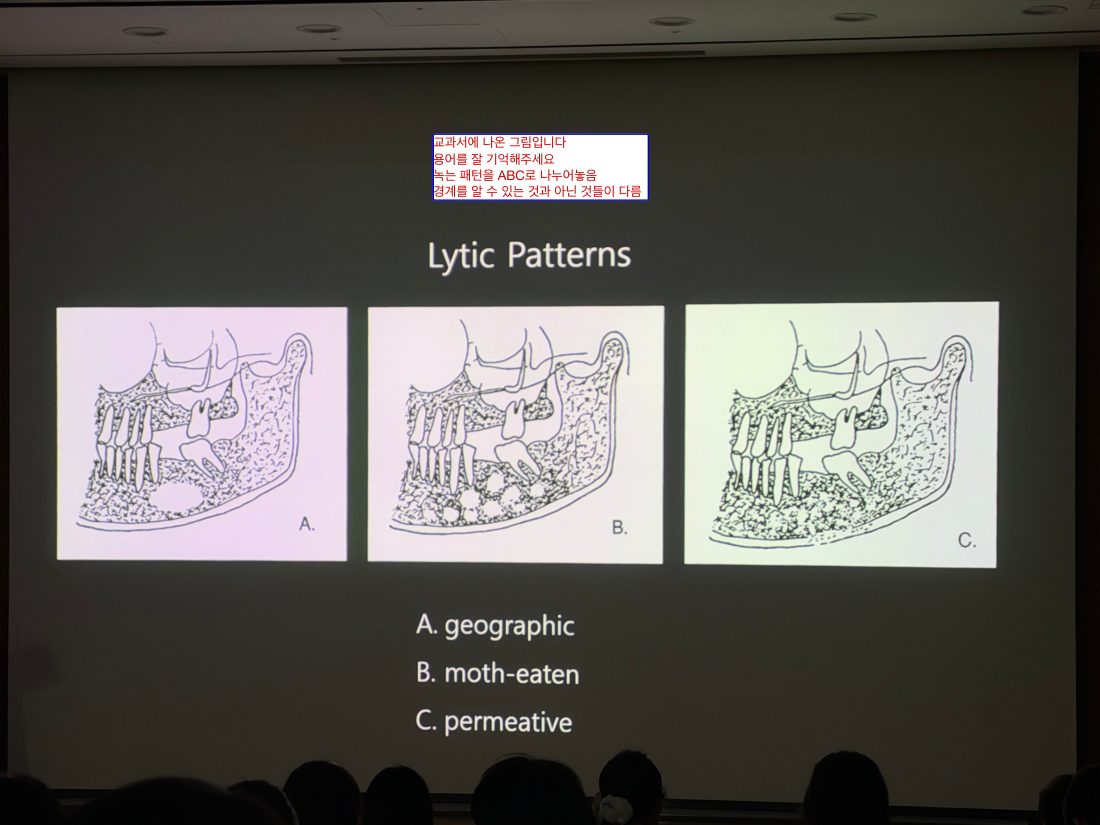 교과서에 나온 그림입니다
용어를 잘 기억해주세요
녹는 패턴을 ABC로 나누어놓음
경계를 알 수 있는 것과 아닌 것들이 다름
Lytic Patterns
A.
B.
C.
A. geographic
B. moth-eaten
C. permeative